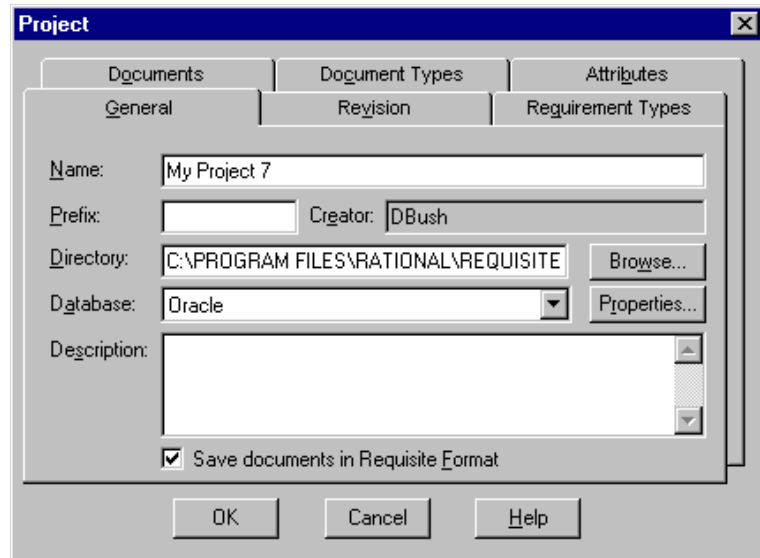 Project
Documents Document Types Attributes
General Revision Requirement Types
Name: My Project 7
Prefix: Creator: DBush
Directory: C:\PROGRAM FILES\RATIONAL\REQUISITE Browse...
Database: Oracle Properties...
Description:
Save documents in Requisite Format
OK Cancel Help